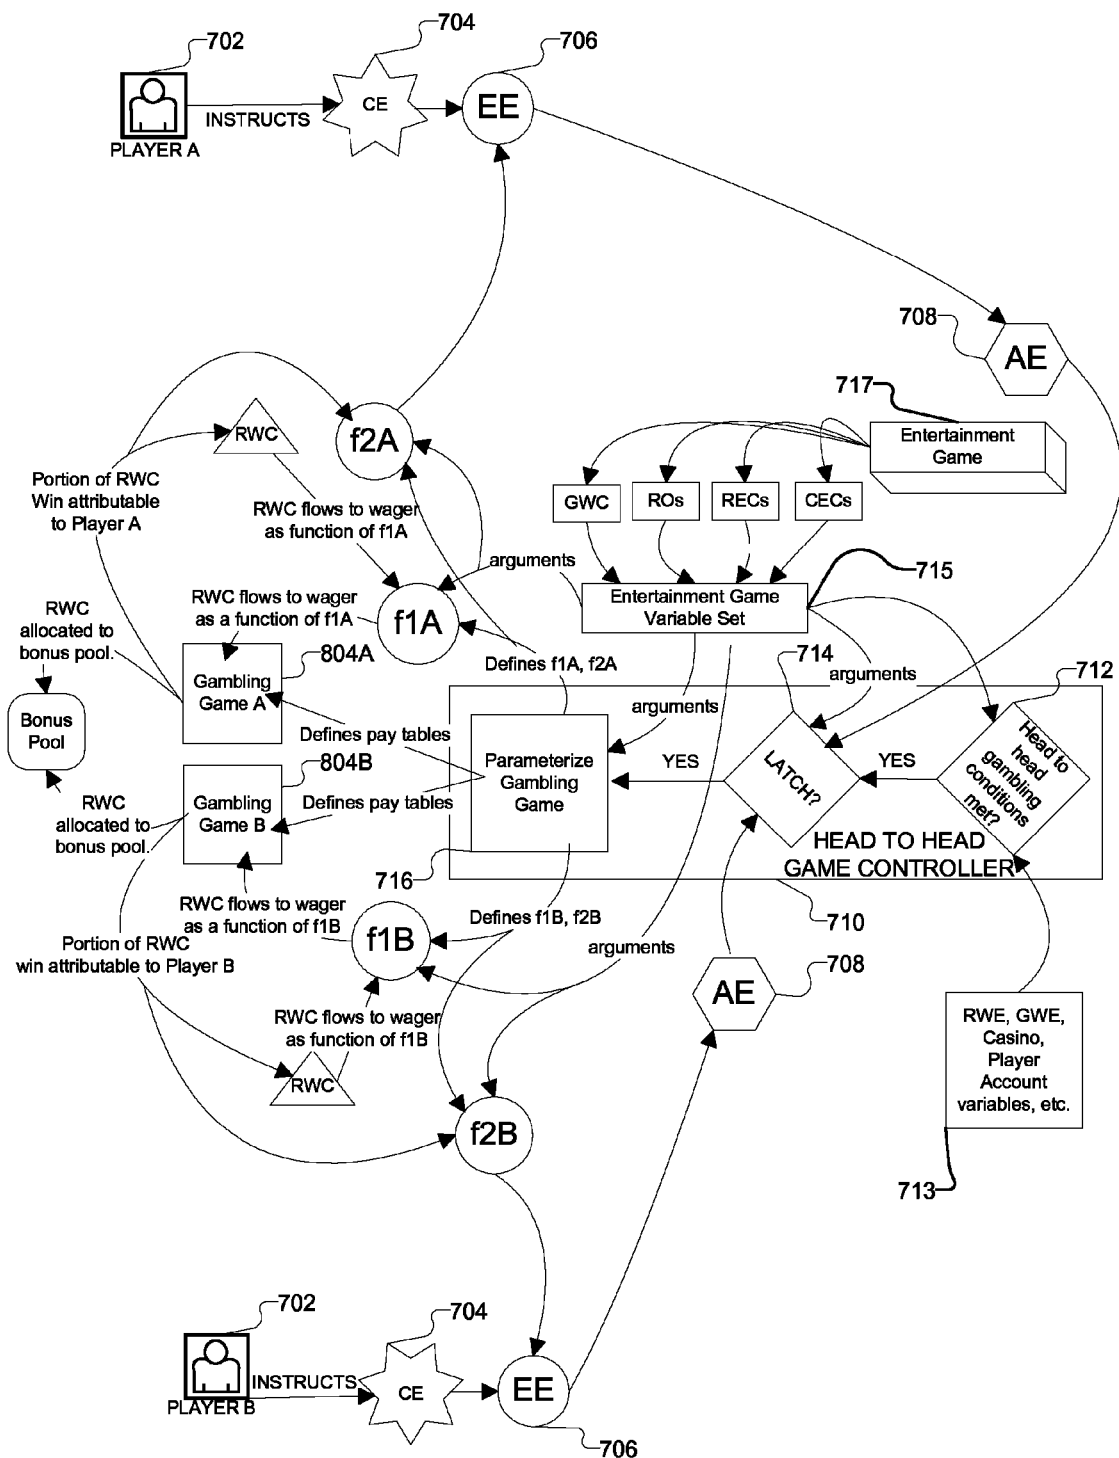 702
704
706
CE
EE
INSTRUCTS
PLAYER A
708
AE
717
Entertainment
Game
RWC
f2A
Portion of RWC
Win attributable
to Player A
RWC flows to wager
as function of f1A
GWC
ROs
RECs
CECs
arguments
715
Entertainment Game
Variable Set
RWC
allocated to
bonus pool.
RWC flows to wager
as a function of f1A
f1A
804A
Defines f1A, f2A
714
arguments
712
Gambling
Game A
arguments
Bonus
Pool
Defines pay tables
Parameterize
Gambling
Game
YES
LATCH?
YES
Head to
head
gambling
conditions
met?
804B
Gambling
Game B
Defines pay tables
RWC
allocated to
bonus pool.
HEAD TO HEAD
GAME CONTROLLER
716
710
RWC flows to wager
as a function of f1B
f1B
Defines f1B, f2B
arguments
Portion of RWC
win attributable to Player B
708
AE
RWC flows to wager
as function of f1B
RWC
RWE, GWE,
Casino,
Player
Account
variables, etc.
f2B
713
702
704
INSTRUCTS
CE
EE
PLAYER B
706